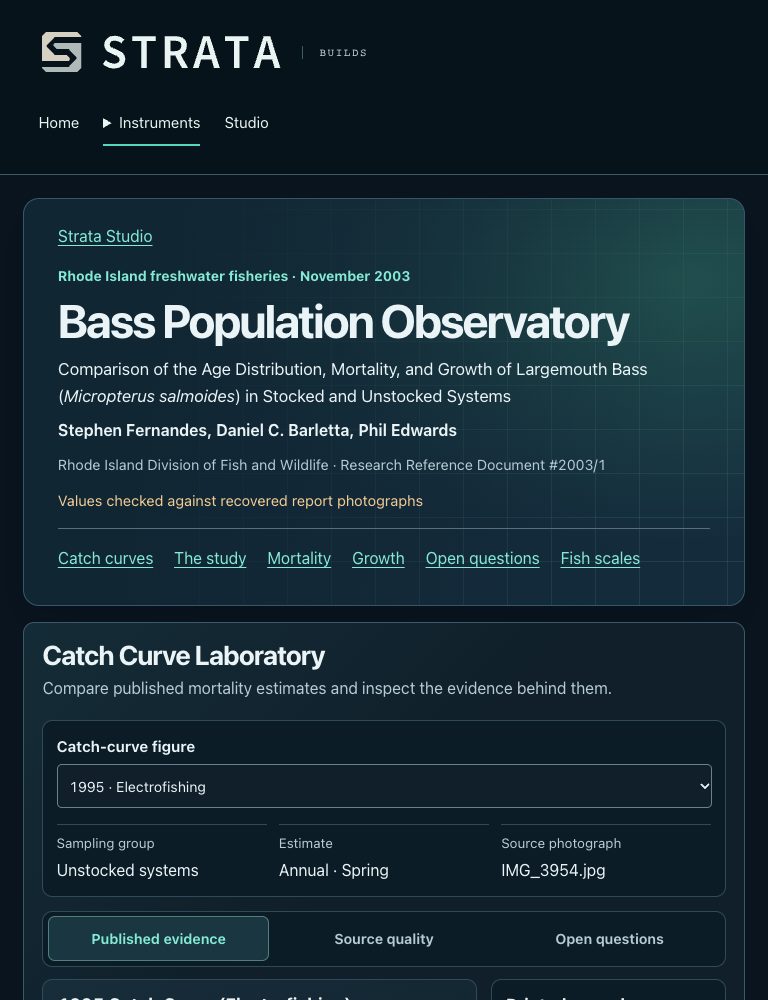 STRATA BUILDS
Home Instruments Studio
Strata Studio
Rhode Island freshwater fisheries · November 2003
Bass Population Observatory
Comparison of the Age Distribution, Mortality, and Growth of Largemouth Bass
(Micropterus salmoides) in Stocked and Unstocked Systems
Stephen Fernandes, Daniel C. Barletta, Phil Edwards
Rhode Island Division of Fish and Wildlife · Research Reference Document #2003/1
Values checked against recovered report photographs
Catch curves The study Mortality Growth Open questions Fish scales
Catch Curve Laboratory
Compare published mortality estimates and inspect the evidence behind them.
Catch-curve figure
1995 · Electrofishing
Sampling group Estimate Source photograph
Unstocked systems Annual · Spring IMG_3954.jpg
Published evidence Source quality Open questions